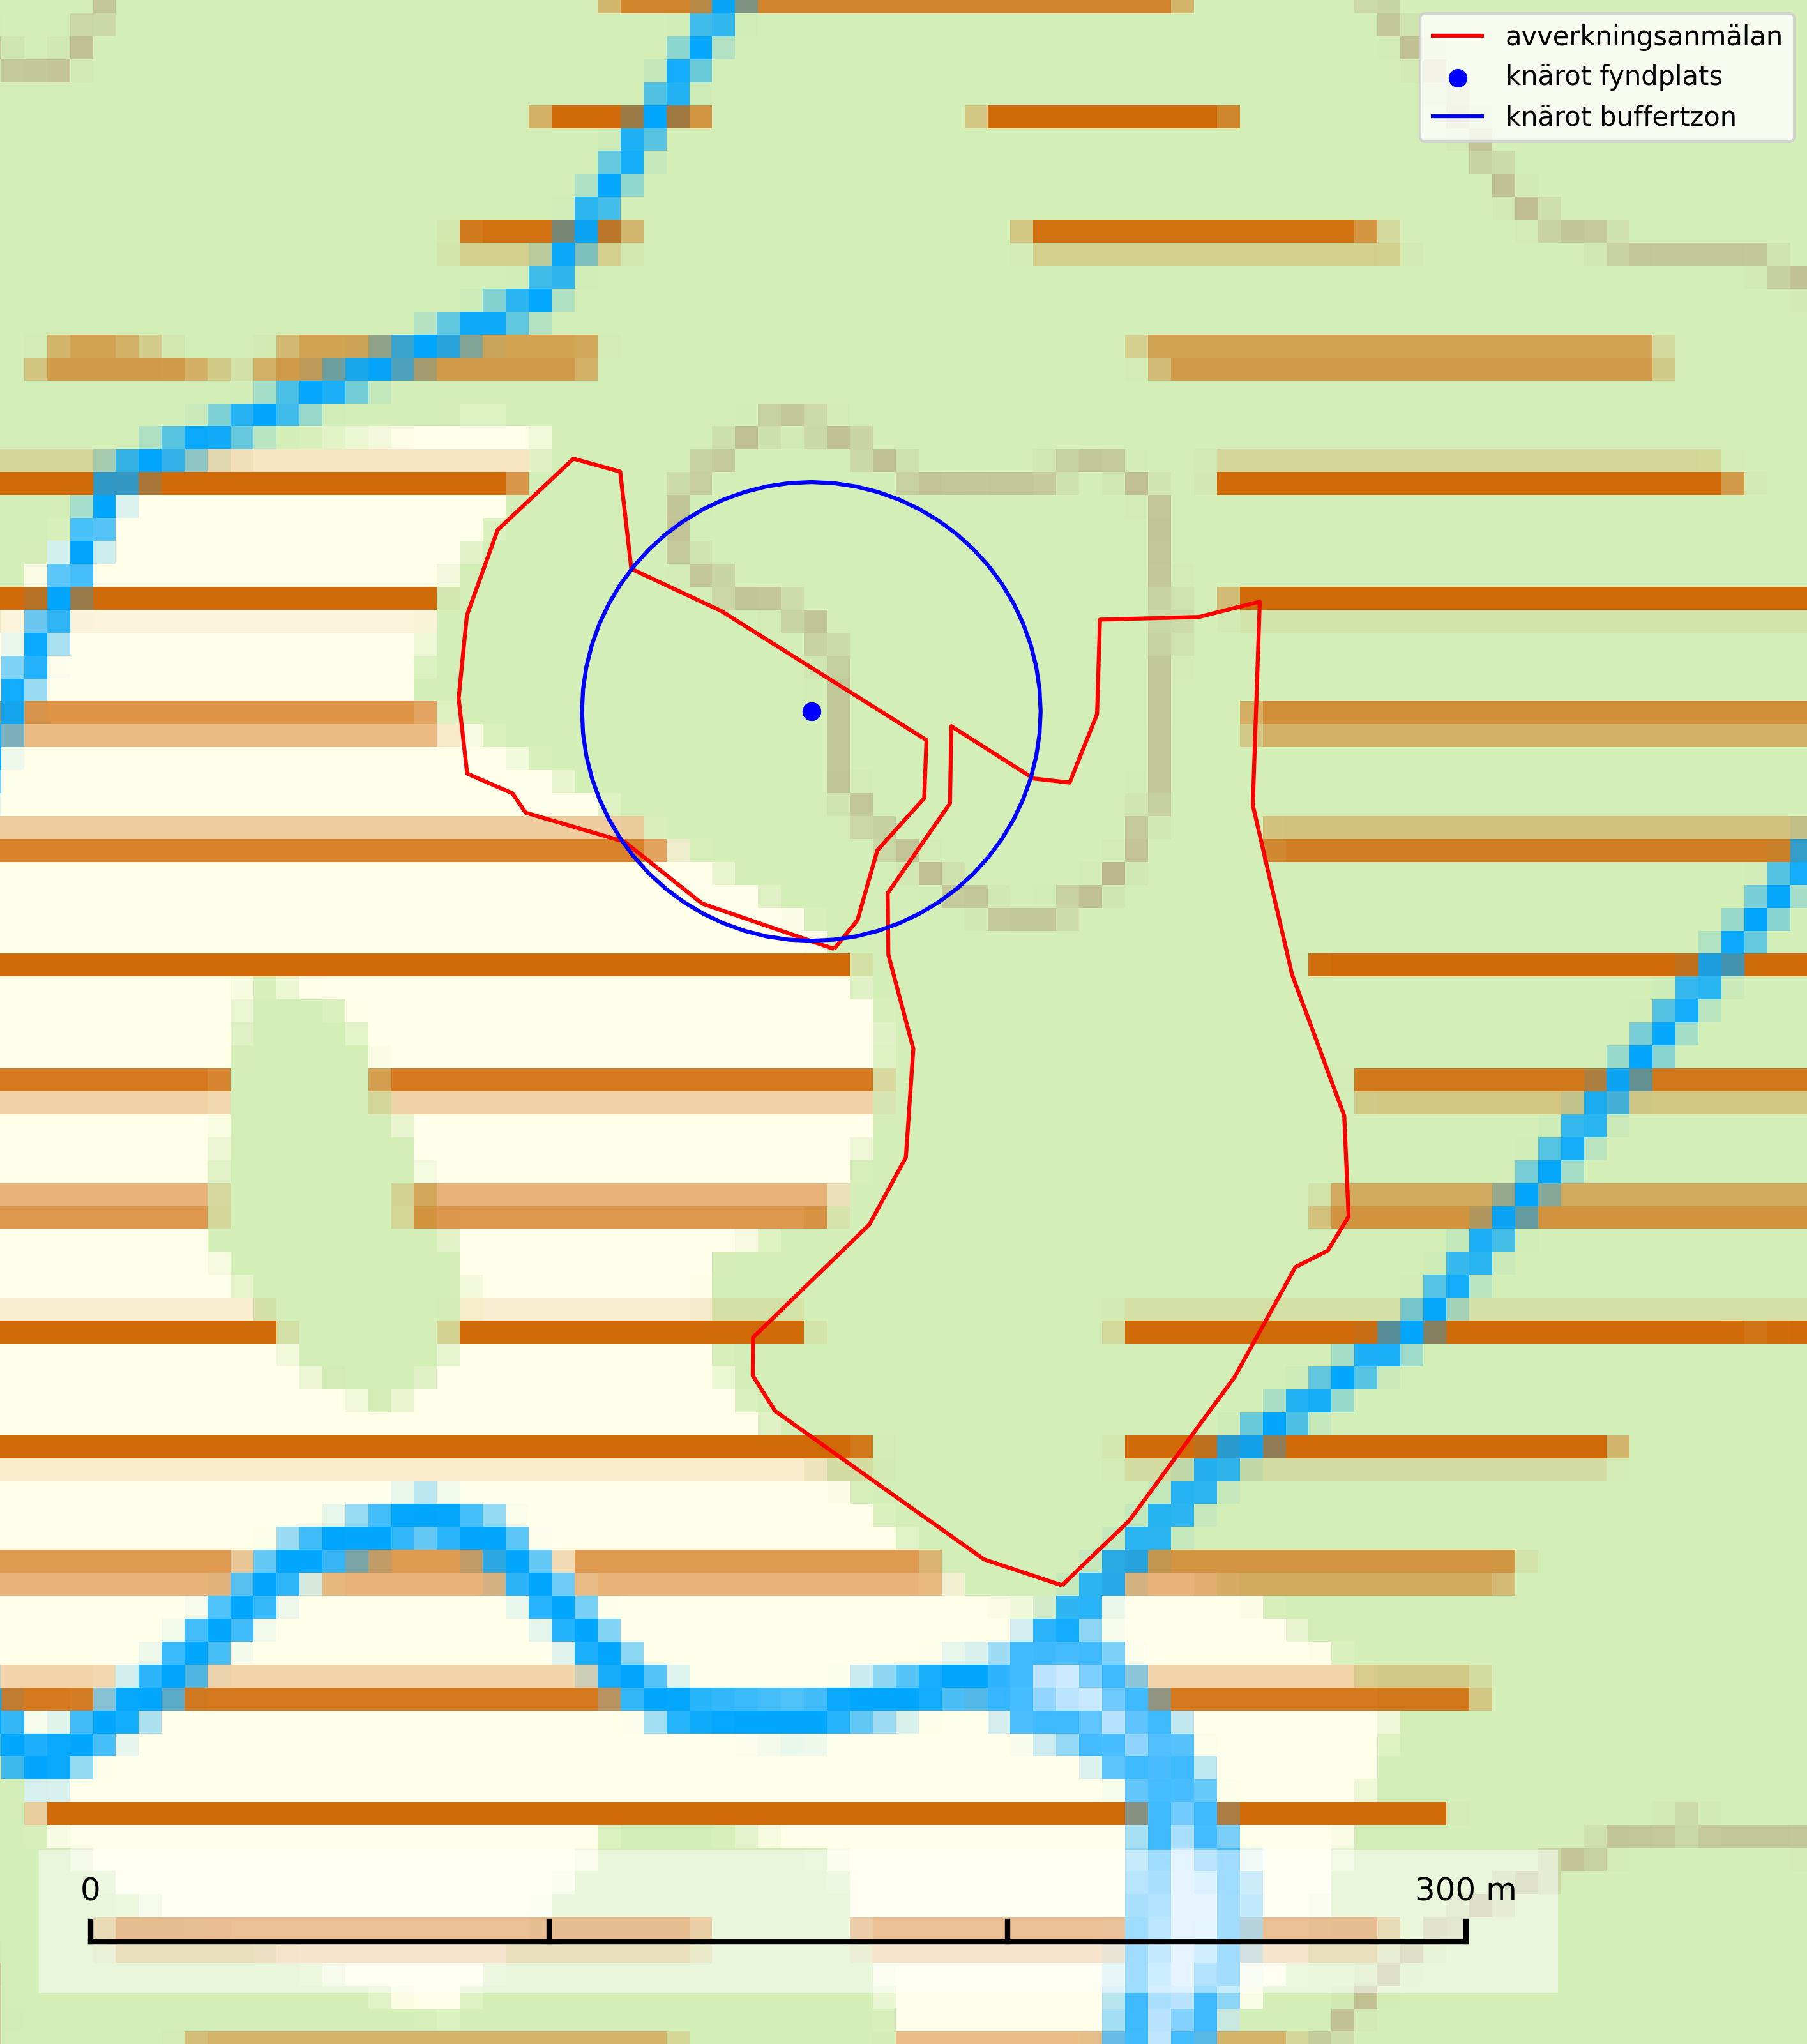 avverkningsanmälan
knärot fyndplats
knärot buffertzon
0
300 m